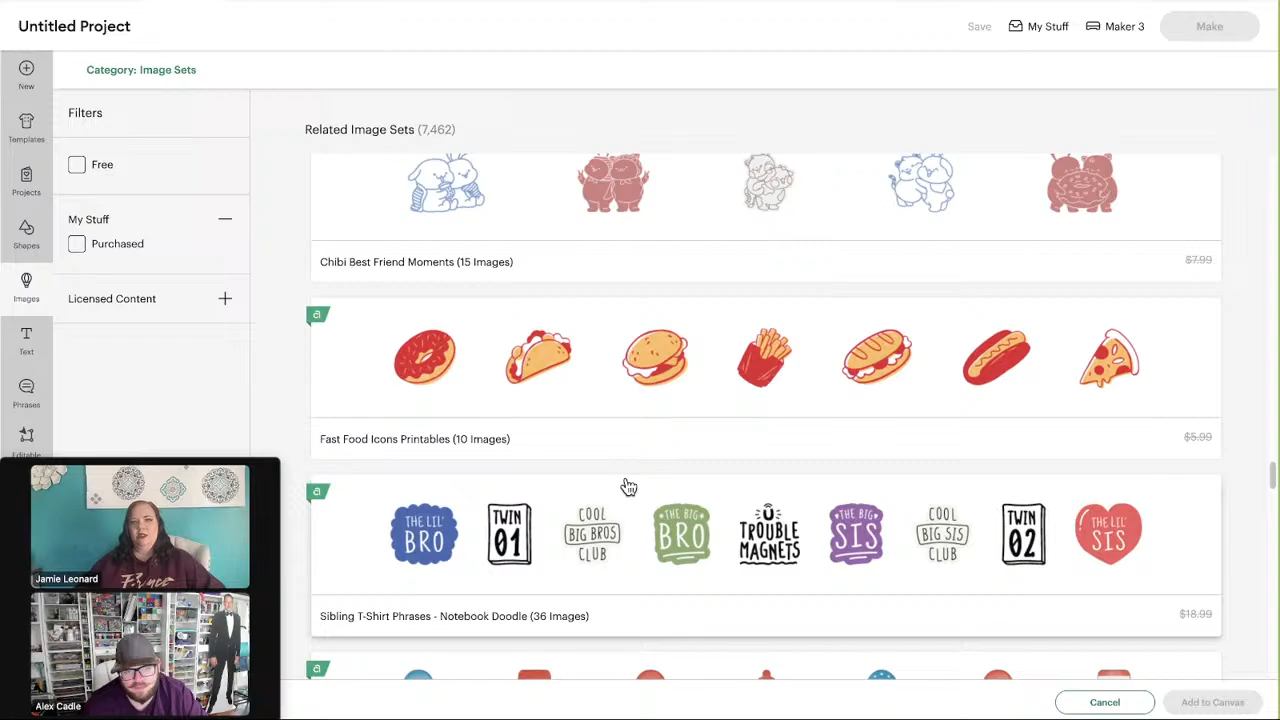 Untitled Project
Save
My Stuff
Maker 3
Make
Category: Image Sets
New
Templates
Projects
Shapes
Images
Text
Phrases
Editable
Filters
Free
My Stuff
Purchased
Licensed Content
Related Image Sets (7,462)
Chibi Best Friend Moments (15 Images)
$7.99
a
Fast Food Icons Printables (10 Images)
$5.99
a
THE LIL' BRO
TWIN 01
COOL BIG BROS CLUB
THE BIG BRO
TROUBLE MAGNETS
THE BIG SIS
COOL BIG SIS CLUB
TWIN 02
THE LIL' SIS
Sibling T-Shirt Phrases - Notebook Doodle (36 Images)
$18.99
a
Jamie Leonard
Alex Cadle
Cancel
Add to Canvas